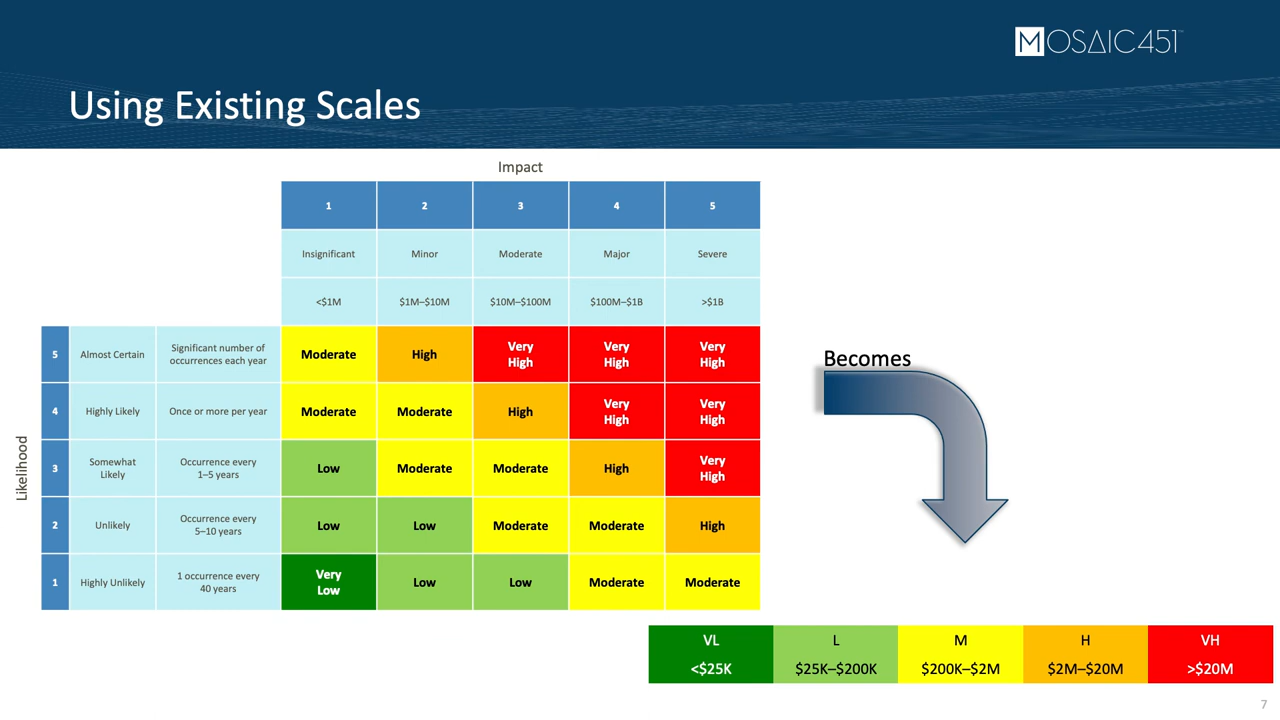 MOSAIC451™
Using Existing Scales
Impact
1 2 3 4 5
Insignificant Minor Moderate Major Severe
<$1M $1M–$10M $10M–$100M $100M–$1B >$1B
Likelihood
5 Almost Certain Significant number of
occurrences each year Moderate High Very
High Very
High Very
High
4 Highly Likely Once or more per year Moderate Moderate High Very
High Very
High
3 Somewhat
Likely Occurrence every
1–5 years Low Moderate Moderate High Very
High
2 Unlikely Occurrence every
5–10 years Low Low Moderate Moderate High
1 Highly Unlikely 1 occurrence every
40 years Very
Low Low Low Moderate Moderate
Becomes
VL L M H VH
<$25K $25K–$200K $200K–$2M $2M–$20M >$20M
7